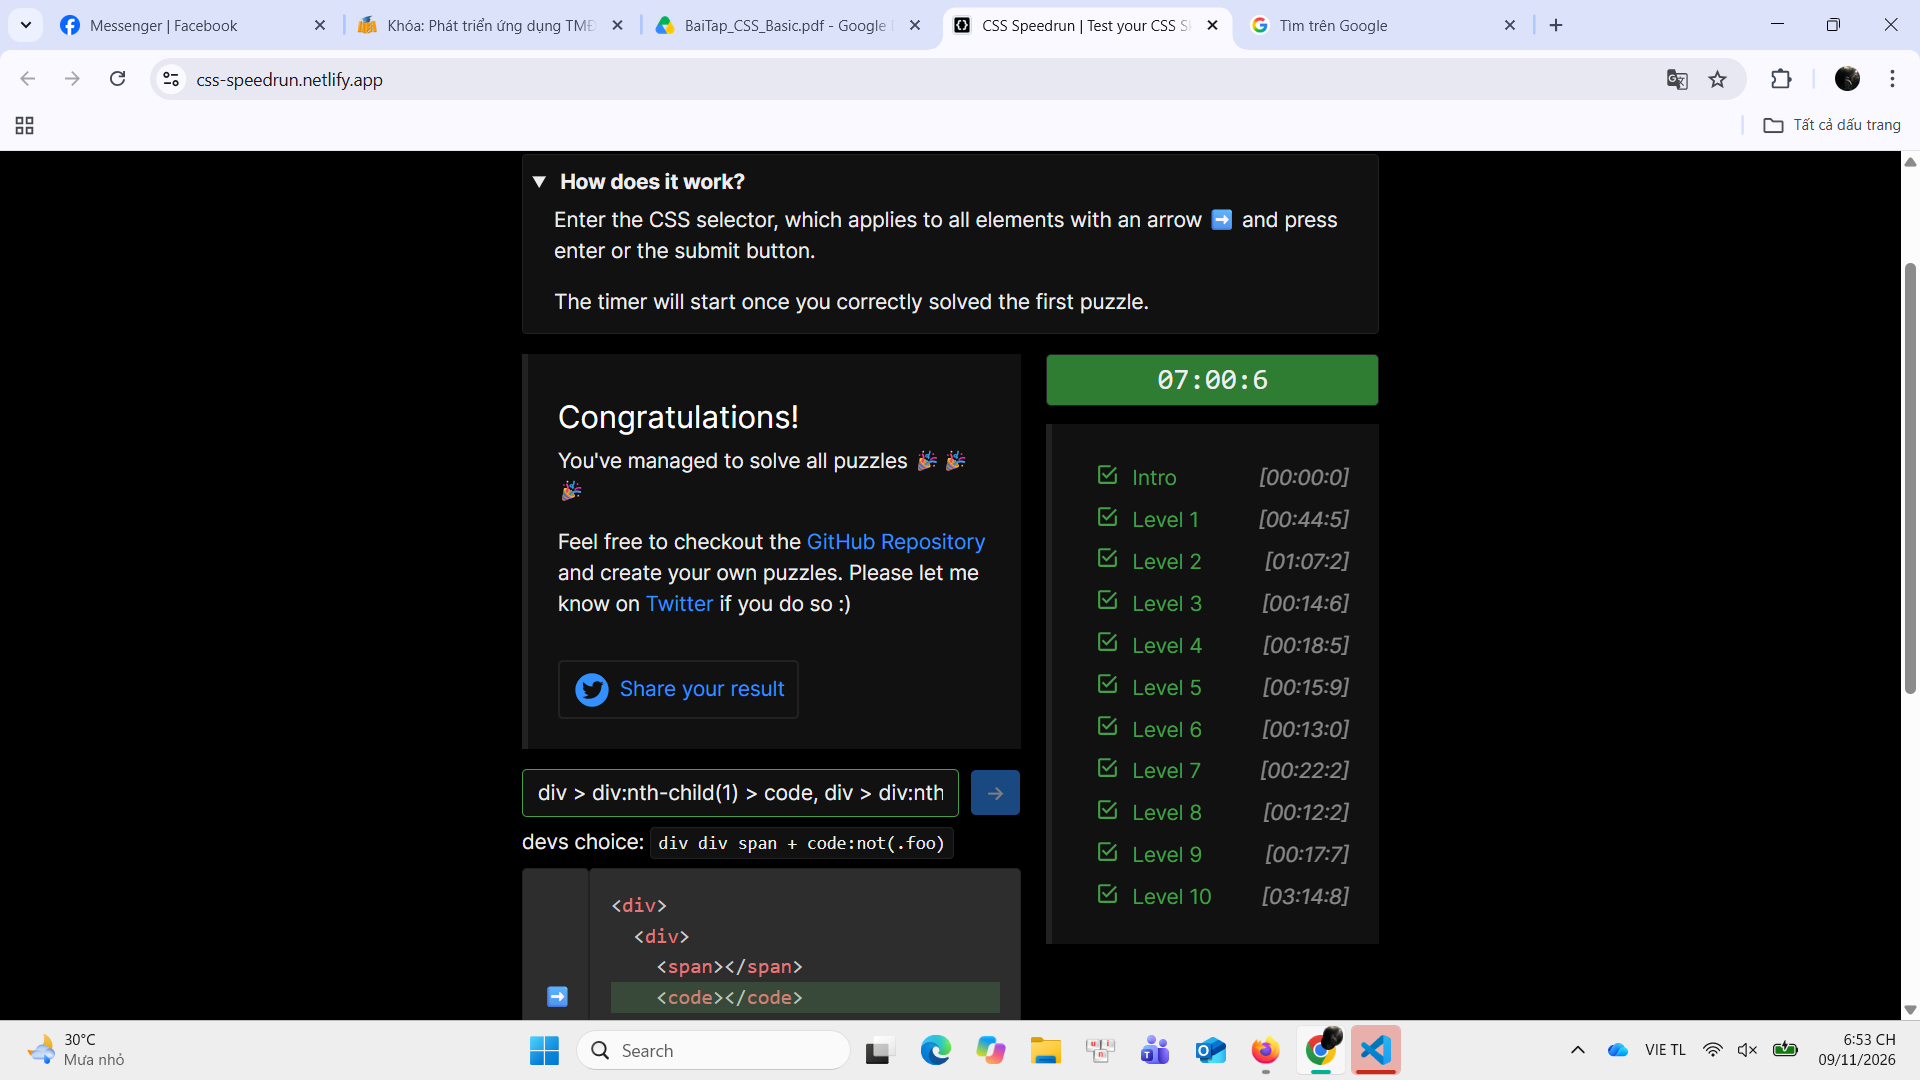 Messenger | Facebook
Khóa: Phát triển ứng dụng TMĐ
BaiTap_CSS_Basic.pdf - Google
CSS Speedrun | Test your CSS Sk
Tìm trên Google
css-speedrun.netlify.app
Tất cả dấu trang
How does it work?
Enter the CSS selector, which applies to all elements with an arrow ➡️ and press
enter or the submit button.
The timer will start once you correctly solved the first puzzle.
07:00:6
Congratulations!
You've managed to solve all puzzles 🎉 🎉
🎉
Feel free to checkout the GitHub Repository
and create your own puzzles. Please let me
know on Twitter if you do so :)
Share your result
div > div:nth-child(1) > code, div > div:nth
devs choice: div div span + code:not(.foo)
<div>
<div>
<span></span>
<code></code>
Intro [00:00:0]
Level 1 [00:44:5]
Level 2 [01:07:2]
Level 3 [00:14:6]
Level 4 [00:18:5]
Level 5 [00:15:9]
Level 6 [00:13:0]
Level 7 [00:22:2]
Level 8 [00:12:2]
Level 9 [00:17:7]
Level 10 [03:14:8]
30°C
Mưa nhỏ
Search
VIE TL
6:53 CH
09/11/2026